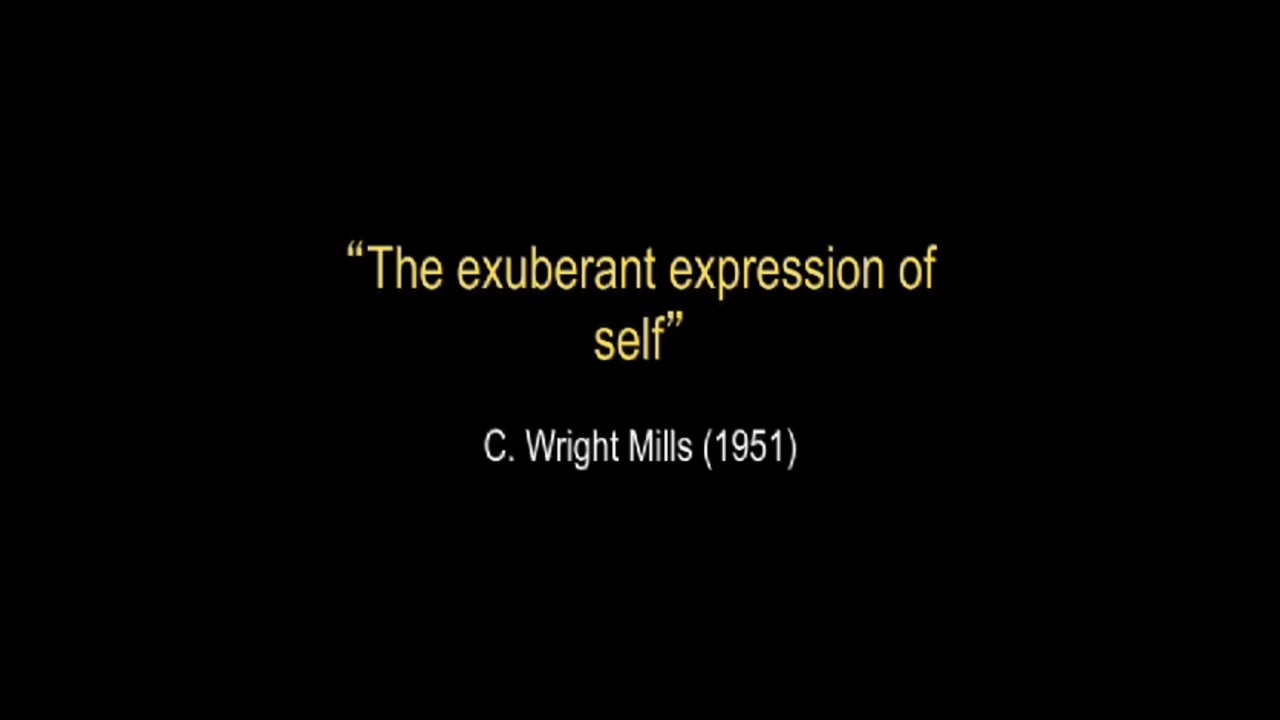 “The exuberant expression of
self”
C. Wright Mills (1951)